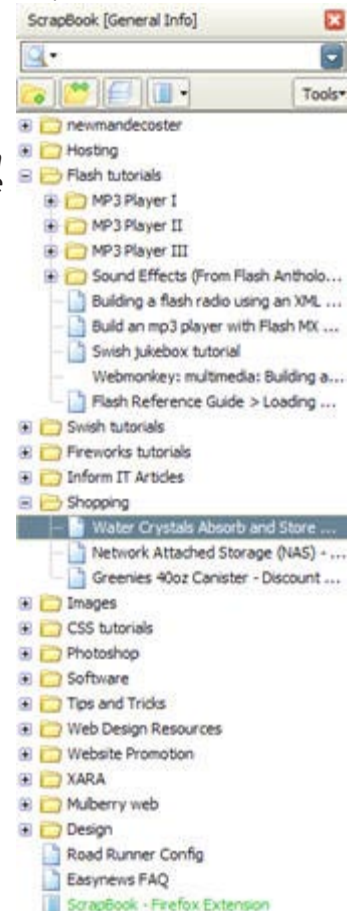 ScrapBook [General Info]
Tools
newmandecoster
Hosting
Flash tutorials
MP3 Player I
MP3 Player II
MP3 Player III
Sound Effects (From Flash Antholo...
Building a flash radio using an XML ...
Build an mp3 player with Flash MX ...
Swish jukebox tutorial
Webmonkey: multimedia: Building a...
Flash Reference Guide > Loading ...
Swish tutorials
Fireworks tutorials
Inform IT Articles
Shopping
Water Crystals Absorb and Store ...
Network Attached Storage (NAS) - ...
Greenies 40oz Canister - Discount ...
Images
CSS tutorials
Photoshop
Software
Tips and Tricks
Web Design Resources
Website Promotion
XARA
Mulberry web
Design
Road Runner Config
Easynews FAQ
ScrapBook - Firefox Extension